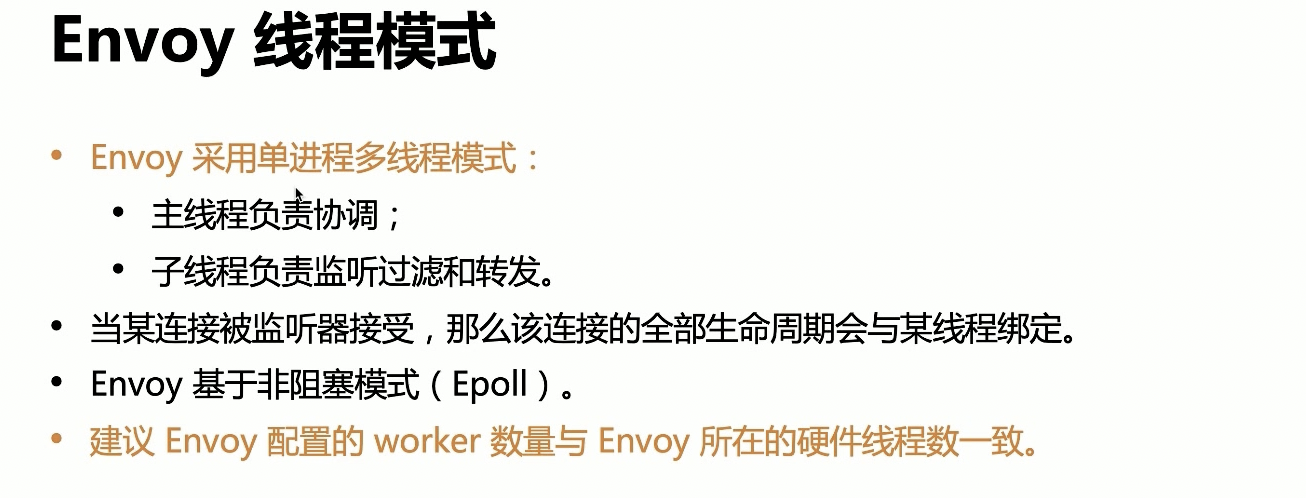 Envoy 线程模式
• Envoy 采用单进程多线程模式：
• 主线程负责协调；
• 子线程负责监听过滤和转发。
• 当某连接被监听器接受，那么该连接的全部生命周期会与某线程绑定。
• Envoy 基于非阻塞模式（Epoll）。
• 建议 Envoy 配置的 worker 数量与 Envoy 所在的硬件线程数一致。